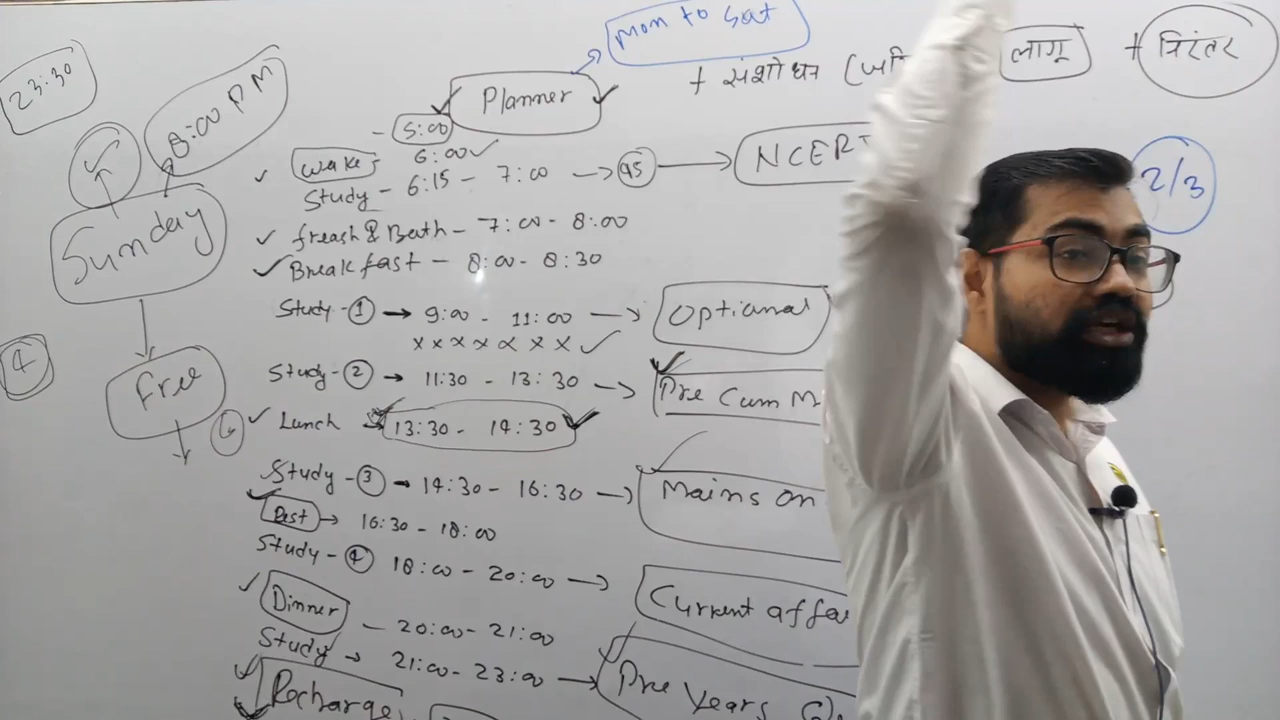 Mon to Sat
23:30
8:00 PM
Planner
+ संशोधन ( लागू + निरंतर
5:00
6:00
Wake
Study - 6:15 - 7:00 → 45 → NCERT
2/3
Sunday
freash & Bath - 7:00 - 8:00
Breakfast - 8:00 - 8:30
Study - 1 → 9:00 - 11:00 → Optional
x x x x x x x
Study - 2 → 11:30 - 13:30 → Pre Cum M
4
Free
Lunch → 13:30 - 14:30
Study - 3 → 14:30 - 16:30 → Mains on
Rest → 16:30 - 18:00
Study - 4 18:00 - 20:00 → Current affa
Dinner - 20:00 - 21:00
Study → 21:00 - 23:00 → Pre Years
Recharge